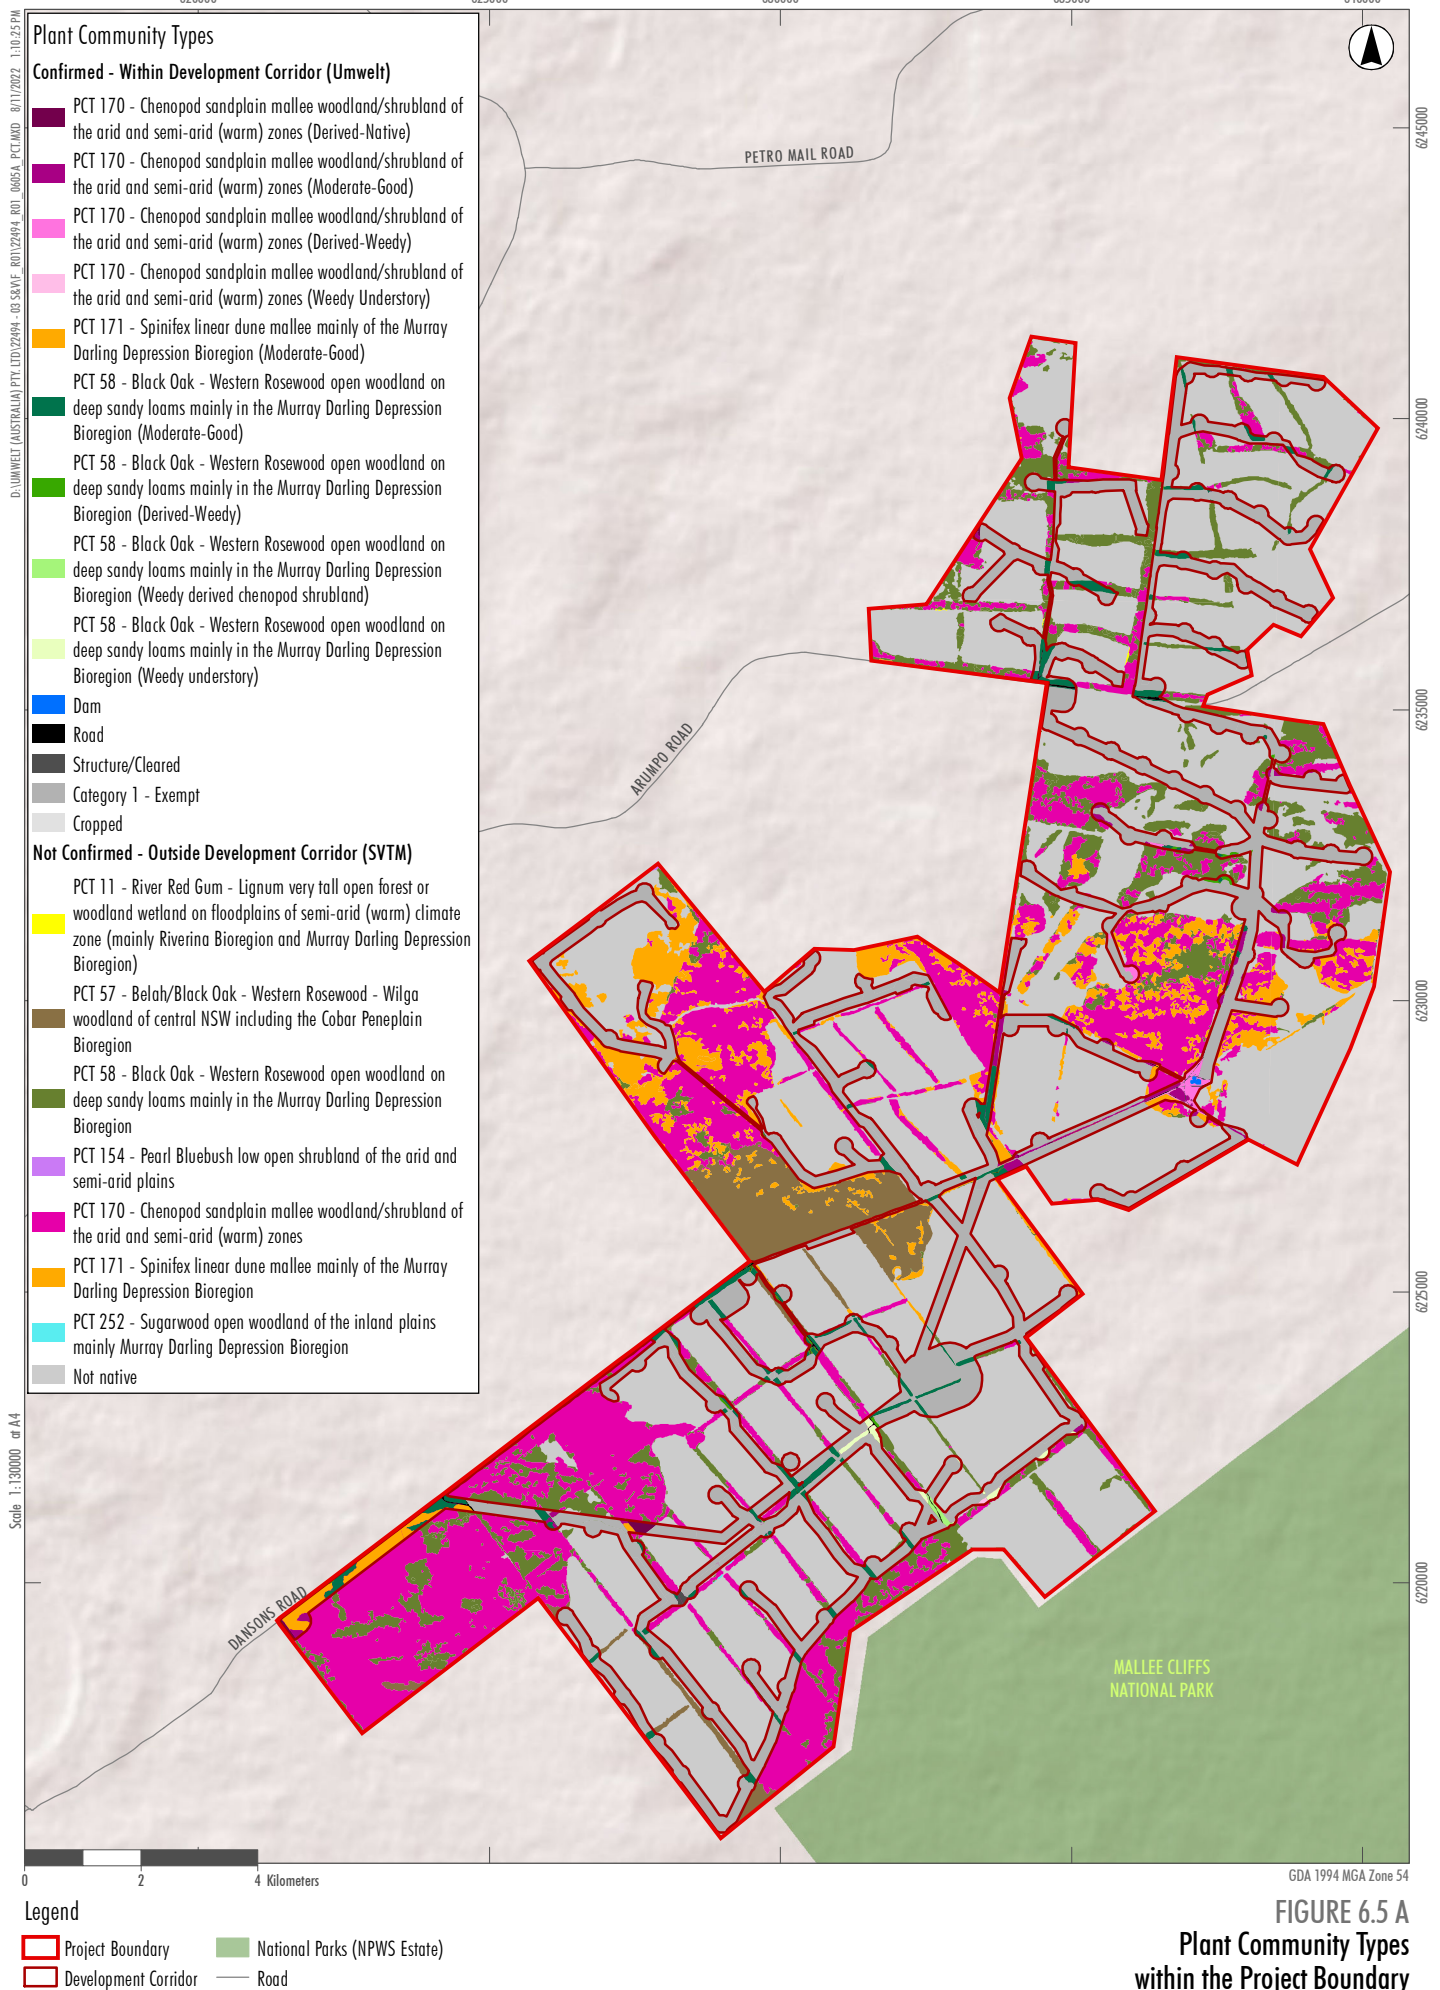 Plant Community Types
Confirmed - Within Development Corridor (Umwelt)
PCT 170 - Chenopod sandplain mallee woodland/shrubland of
the arid and semi-arid (warm) zones (Derived-Native)
PCT 170 - Chenopod sandplain mallee woodland/shrubland of
the arid and semi-arid (warm) zones (Moderate-Good)
PCT 170 - Chenopod sandplain mallee woodland/shrubland of
the arid and semi-arid (warm) zones (Derived-Weedy)
PCT 170 - Chenopod sandplain mallee woodland/shrubland of
the arid and semi-arid (warm) zones (Weedy Understory)
PCT 171 - Spinifex linear dune mallee mainly of the Murray
Darling Depression Bioregion (Moderate-Good)
PCT 58 - Black Oak - Western Rosewood open woodland on
deep sandy loams mainly in the Murray Darling Depression
Bioregion (Moderate-Good)
PCT 58 - Black Oak - Western Rosewood open woodland on
deep sandy loams mainly in the Murray Darling Depression
Bioregion (Derived-Weedy)
PCT 58 - Black Oak - Western Rosewood open woodland on
deep sandy loams mainly in the Murray Darling Depression
Bioregion (Weedy derived chenopod shrubland)
PCT 58 - Black Oak - Western Rosewood open woodland on
deep sandy loams mainly in the Murray Darling Depression
Bioregion (Weedy understory)
Dam
Road
Structure/Cleared
Category 1 - Exempt
Cropped
Not Confirmed - Outside Development Corridor (SVTM)
PCT 11 - River Red Gum - Lignum very tall open forest or
woodland wetland on floodplains of semi-arid (warm) climate
zone (mainly Riverina Bioregion and Murray Darling Depression
Bioregion)
PCT 57 - Belah/Black Oak - Western Rosewood - Wilga
woodland of central NSW including the Cobar Peneplain
Bioregion
PCT 58 - Black Oak - Western Rosewood open woodland on
deep sandy loams mainly in the Murray Darling Depression
Bioregion
PCT 154 - Pearl Bluebush low open shrubland of the arid and
semi-arid plains
PCT 170 - Chenopod sandplain mallee woodland/shrubland of
the arid and semi-arid (warm) zones
PCT 171 - Spinifex linear dune mallee mainly of the Murray
Darling Depression Bioregion
PCT 252 - Sugarwood open woodland of the inland plains
mainly Murray Darling Depression Bioregion
Not native
PETRO MAIL ROAD
ARUMPO ROAD
DANSONS ROAD
MALLEE CLIFFS
NATIONAL PARK
6245000
6240000
6235000
6230000
6225000
6220000
Scale 1:130000 at A4
0 2 4 Kilometers
GDA 1994 MGA Zone 54
Legend
Project Boundary
Development Corridor
National Parks (NPWS Estate)
Road
FIGURE 6.5 A
Plant Community Types
within the Project Boundary